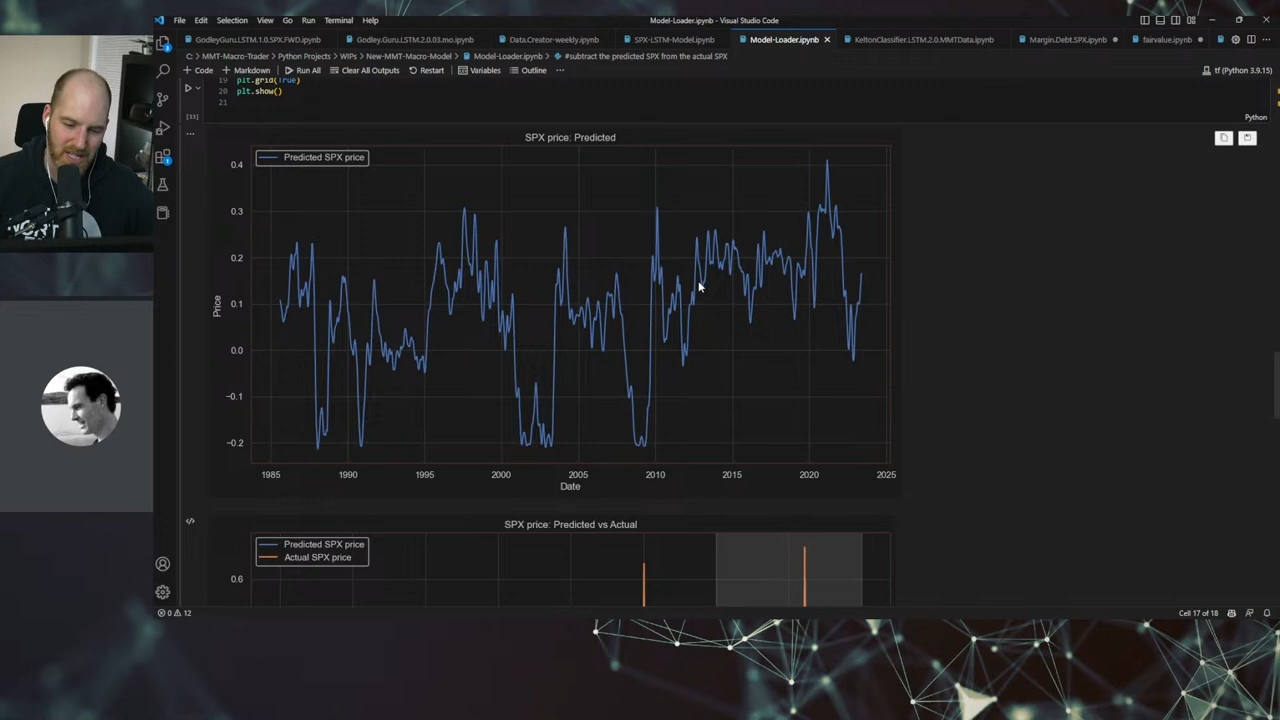 File Edit Selection View Go Run Terminal Help
Model-Loader.ipynb - Visual Studio Code
GodleyGuru.LSTM.1.0.SPX.FWD.ipynb Godley.Guru.LSTM.2.0.03.mo.ipynb Data.Creator-weekly.ipynb SPX-LSTM-Model.ipynb Model-Loader.ipynb KeltonClassifier.LSTM.2.0.MMTData.ipynb Margin.Debt.SPX.ipynb fairvalue.ipynb
C: > MMT-Macro-Trader > Python Projects > WIPs > New-MMT-Macro-Model > Model-Loader.ipynb > #subtract the predicted SPX from the actual SPX
+ Code + Markdown Run All Clear All Outputs Restart Variables Outline ...
tf (Python 3.9.15)
19 plt.grid(True)
20 plt.show()
21
[13]
Python
SPX price: Predicted
Predicted SPX price
0.4
0.3
0.2
0.1
0.0
−0.1
−0.2
Price
1985 1990 1995 2000 2005 2010 2015 2020 2025
Date
SPX price: Predicted vs Actual
Predicted SPX price
Actual SPX price
0.6
0 12
Cell 17 of 18